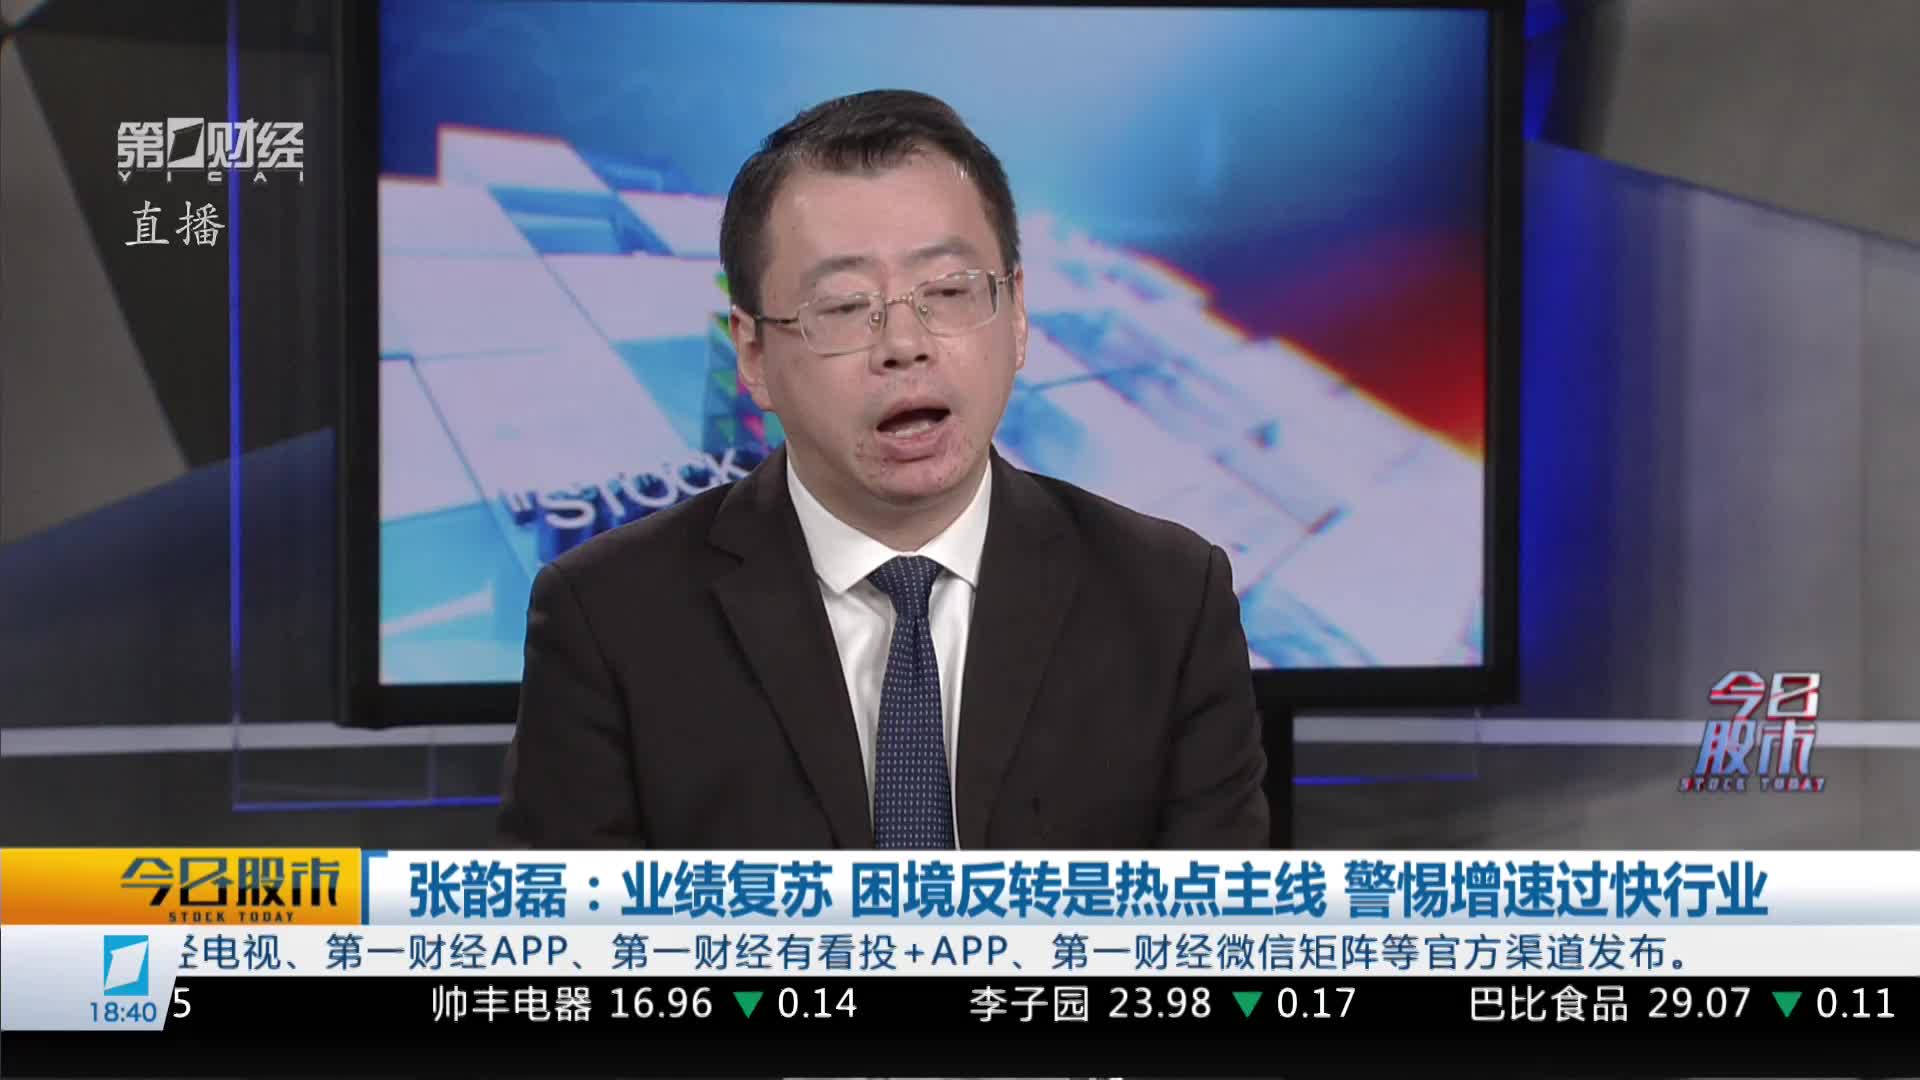 第一财经
YICAI
直播
"STOCK
今日
股市
STOCK TODAY
今日股市
STOCK TODAY
张韵磊：业绩复苏 困境反转是热点主线 警惕增速过快行业
电视、第一财经APP、第一财经有看投+APP、第一财经微信矩阵等官方渠道发布。
18:40
5 帅丰电器 16.96 ▼ 0.14 李子园 23.98 ▼ 0.17 巴比食品 29.07 ▼ 0.11